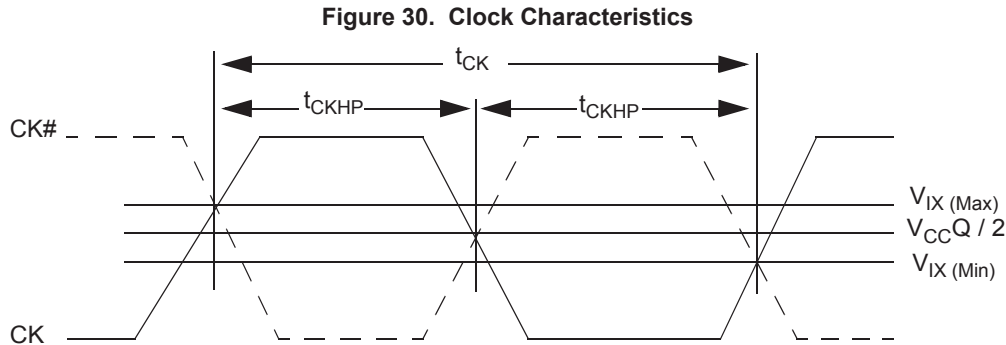 Figure 30. Clock Characteristics
tCK
tCKHP tCKHP
CK#
VIX (Max)
VCCQ / 2
VIX (Min)
CK